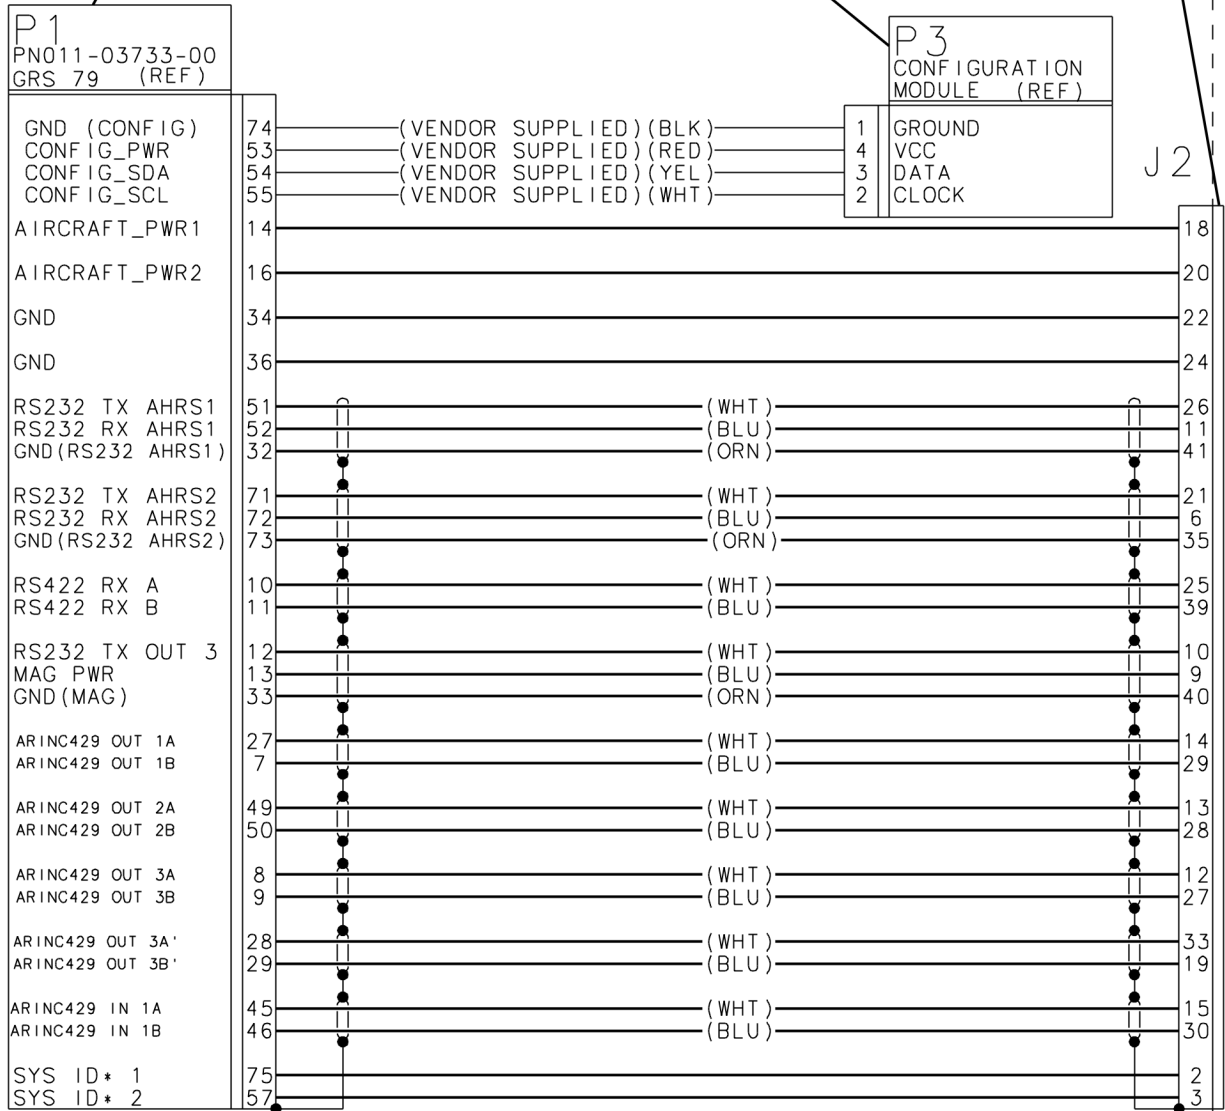 P1
PN011-03733-00
GRS 79 (REF)
P3
CONFIGURATION
MODULE (REF)
J2
GND (CONFIG) 74 (VENDOR SUPPLIED)(BLK) 1 GROUND
CONFIG_PWR 53 (VENDOR SUPPLIED)(RED) 4 VCC
CONFIG_SDA 54 (VENDOR SUPPLIED)(YEL) 3 DATA
CONFIG_SCL 55 (VENDOR SUPPLIED)(WHT) 2 CLOCK
AIRCRAFT_PWR1 14 18
AIRCRAFT_PWR2 16 20
GND 34 22
GND 36 24
RS232 TX AHRS1 51 (WHT) 26
RS232 RX AHRS1 52 (BLU) 11
GND(RS232 AHRS1) 32 (ORN) 41
RS232 TX AHRS2 71 (WHT) 21
RS232 RX AHRS2 72 (BLU) 6
GND(RS232 AHRS2) 73 (ORN) 35
RS422 RX A 10 (WHT) 25
RS422 RX B 11 (BLU) 39
RS232 TX OUT 3 12 (WHT) 10
MAG PWR 13 (BLU) 9
GND(MAG) 33 (ORN) 40
ARINC429 OUT 1A 27 (WHT) 14
ARINC429 OUT 1B 7 (BLU) 29
ARINC429 OUT 2A 49 (WHT) 13
ARINC429 OUT 2B 50 (BLU) 28
ARINC429 OUT 3A 8 (WHT) 12
ARINC429 OUT 3B 9 (BLU) 27
ARINC429 OUT 3A' 28 (WHT) 33
ARINC429 OUT 3B' 29 (BLU) 19
ARINC429 IN 1A 45 (WHT) 15
ARINC429 IN 1B 46 (BLU) 30
SYS ID* 1 75 2
SYS ID* 2 57 3